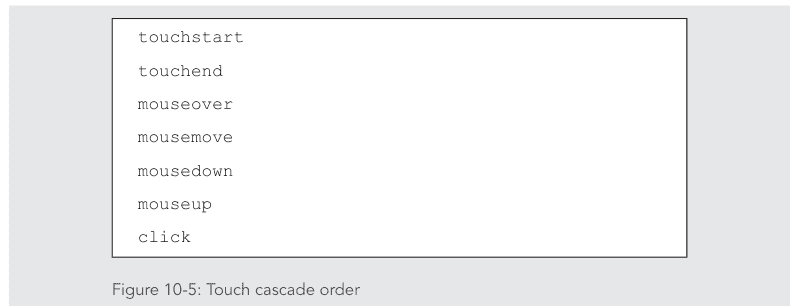 touchstart
touchend
mouseover
mousemove
mousedown
mouseup
click
Figure 10-5: Touch cascade order